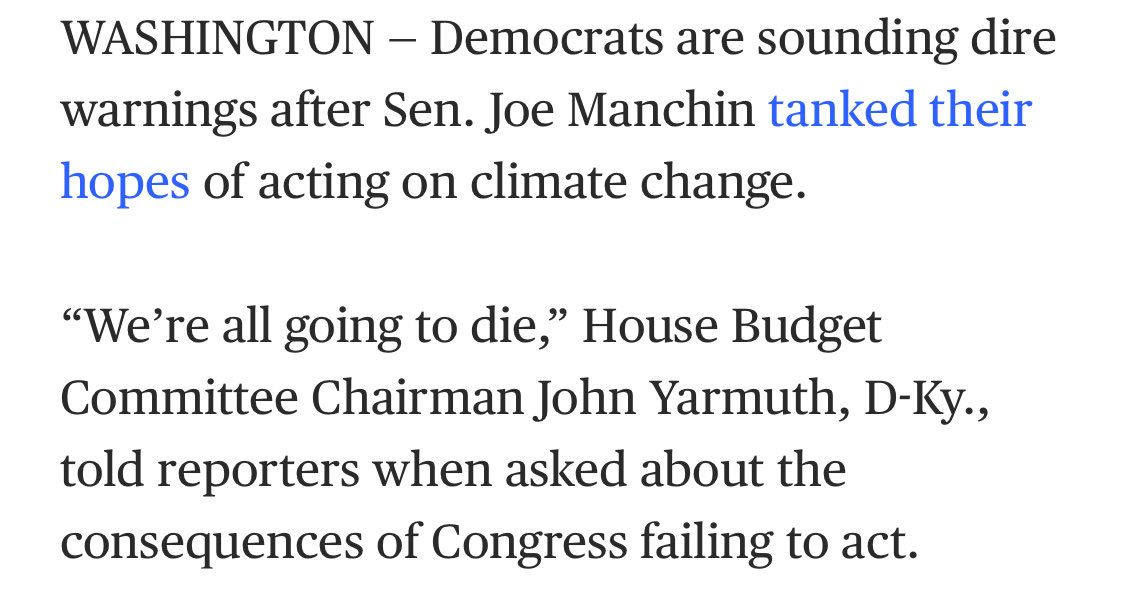 WASHINGTON — Democrats are sounding dire
warnings after Sen. Joe Manchin tanked their
hopes of acting on climate change.
“We’re all going to die,” House Budget
Committee Chairman John Yarmuth, D-Ky.,
told reporters when asked about the
consequences of Congress failing to act.